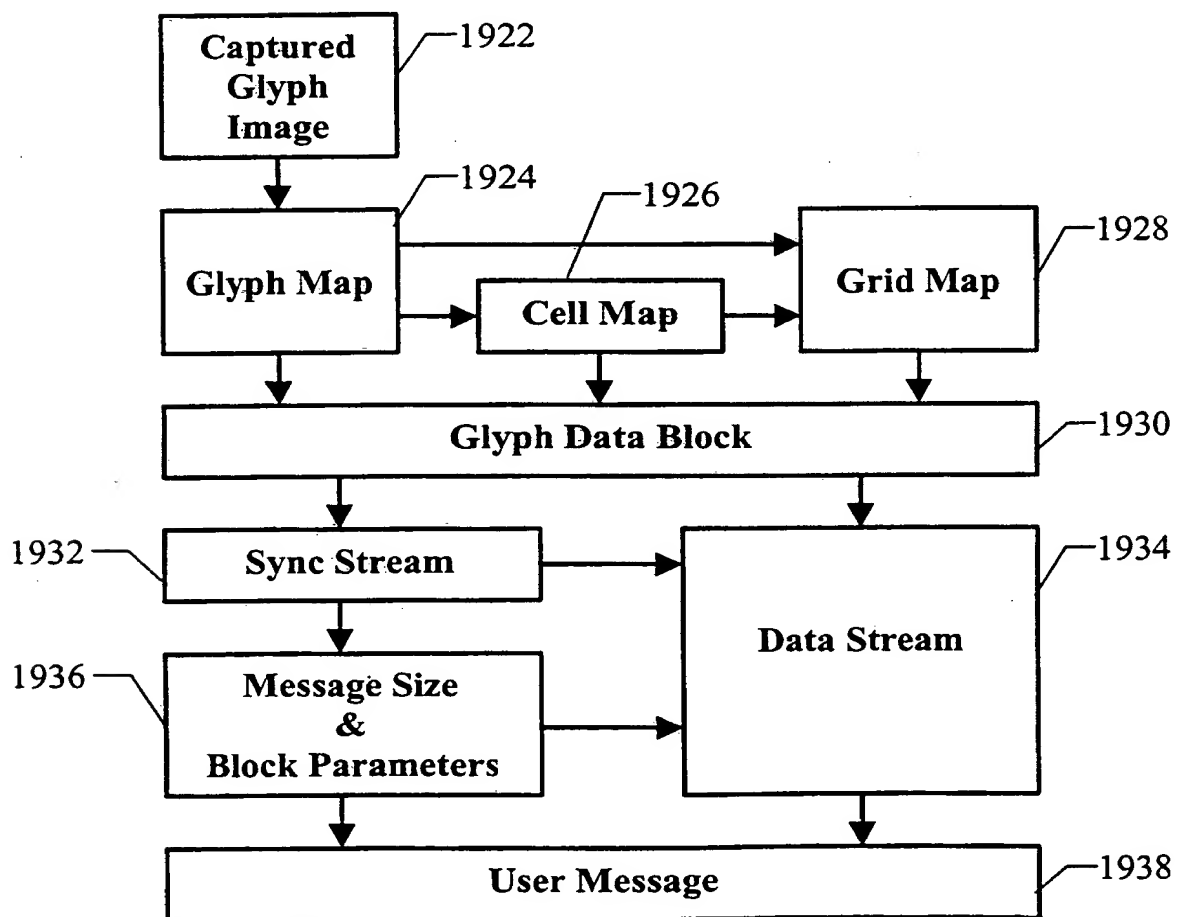 Captured
Glyph
Image
1922
Glyph Map
1924
Cell Map
1926
Grid Map
1928
Glyph Data Block
1930
Sync Stream
1932
Data Stream
1934
Message Size
&
Block Parameters
1936
User Message
1938